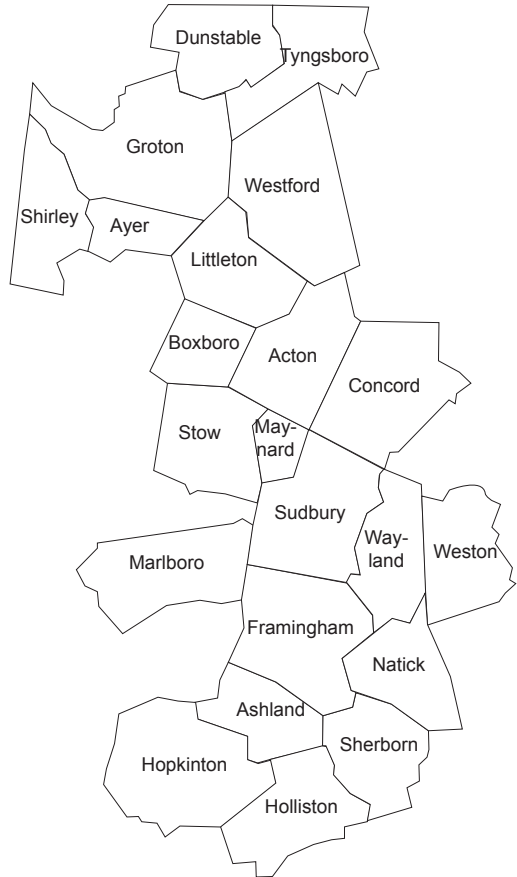 Dunstable
Tyngsboro
Groton
Westford
Shirley
Ayer
Littleton
Boxboro
Acton
Concord
Stow
May-
nard
Sudbury
Way-
land
Weston
Marlboro
Framingham
Natick
Ashland
Sherborn
Hopkinton
Holliston